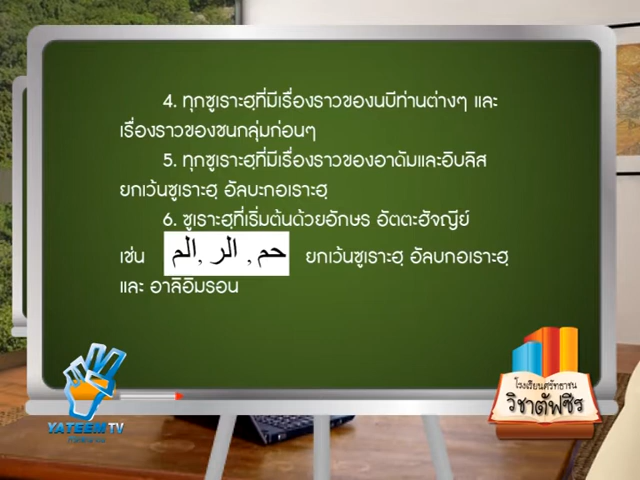 4. ทุกซูเราะฮฺที่มีเรื่องราวของนบีท่านต่างๆ และ
เรื่องราวของชนกลุ่มก่อนๆ
5. ทุกซูเราะฮฺที่มีเรื่องราวของอาดัมและอิบลิส
ยกเว้นซูเราะฮฺ อัลบะกอเราะฮฺ
6. ซูเราะฮฺที่เริ่มต้นด้วยอักษร อัตตะฮัจญีย์
เช่น حم , الر ,الم ยกเว้นซูเราะฮฺ อัลบกอเราะฮฺ
และ อาลิอิมรอน
YATEEM TV
โรงเรียนศรัทธาชน
วิชาตัฟซีร